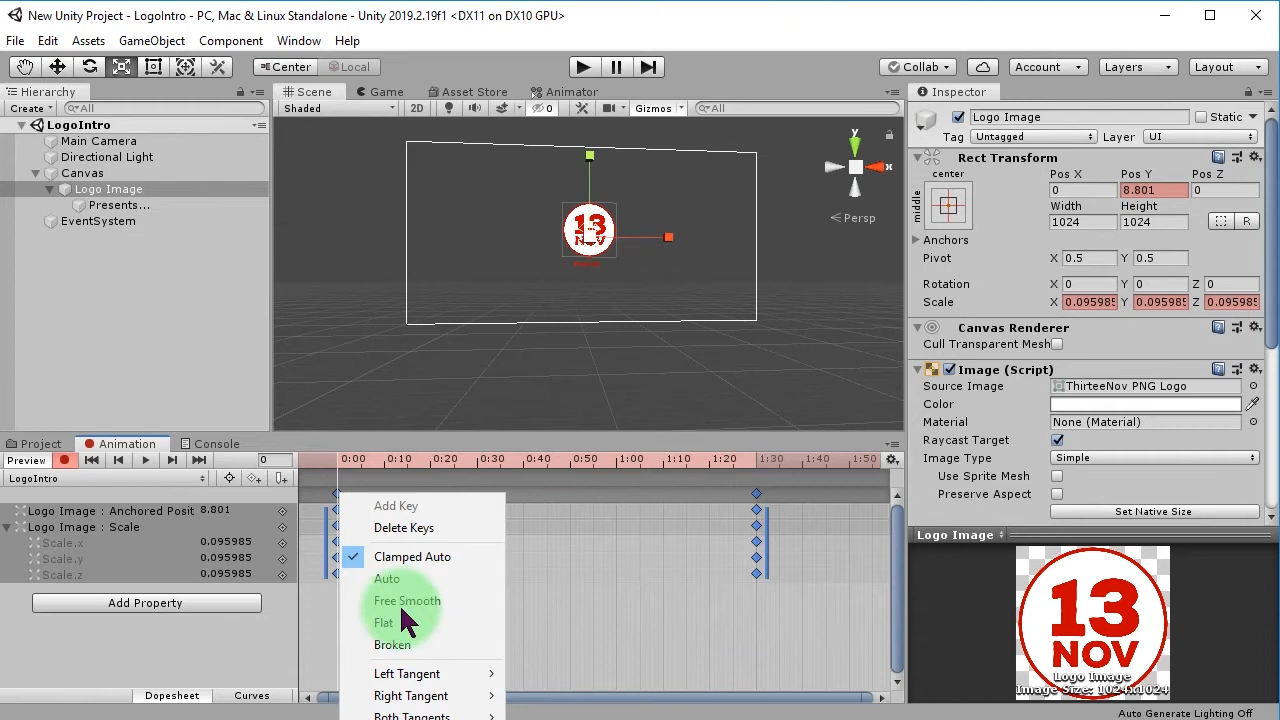 New Unity Project - LogoIntro - PC, Mac & Linux Standalone - Unity 2019.2.19f1 <DX11 on DX10 GPU>
File Edit Assets GameObject Component Window Help
Center Local Collab Account Layers Layout
Hierarchy
Create All
LogoIntro
Main Camera
Directional Light
Canvas
Logo Image
Presents...
EventSystem
Scene Game Asset Store Animator
Shaded 2D 0 Gizmos All
y
x
Persp
13
NOV
Inspector
Logo Image Static
Tag Untagged Layer UI
Rect Transform
center
middle
Pos X Pos Y Pos Z
0 8.801 0
Width Height
1024 1024
R
Anchors
Pivot X 0.5 Y 0.5
Rotation X 0 Y 0 Z 0
Scale X 0.095985 Y 0.095985 Z 0.095985
Canvas Renderer
Cull Transparent Mesh
Image (Script)
Source Image ThirteeNov PNG Logo
Color
Material None (Material)
Raycast Target
Image Type Simple
Use Sprite Mesh
Preserve Aspect
Set Native Size
Logo Image
13
NOV
Logo Image
Image Size: 1024x1024
Project Animation Console
Preview 0
0:00 0:10 0:20 0:30 0:40 0:50 1:00 1:10 1:20 1:30 1:40 1:50
LogoIntro
Logo Image : Anchored Posit 8.801
Logo Image : Scale
Scale.x 0.095985
Scale.y 0.095985
Scale.z 0.095985
Add Property
Dopesheet Curves
Add Key
Delete Keys
Clamped Auto
Auto
Free Smooth
Flat
Broken
Left Tangent
Right Tangent
Both Tangents
Auto Generate Lighting Off